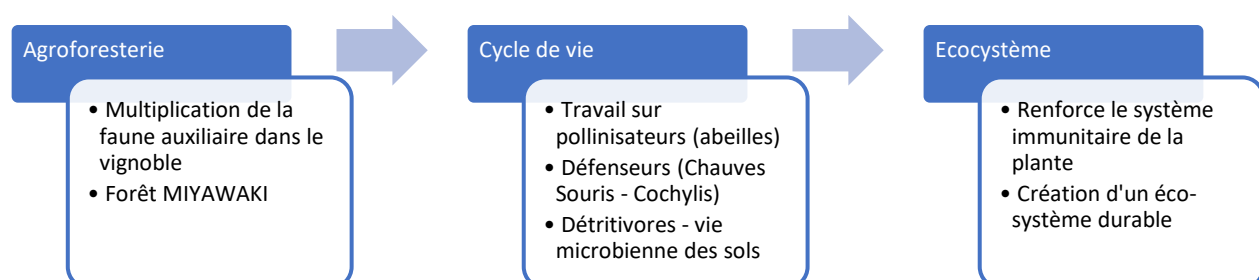 Agroforesterie
• Multiplication de la
faune auxiliaire dans le
vignoble
• Forêt MIYAWAKI
Cycle de vie
• Travail sur
pollinisateurs (abeilles)
• Défenseurs (Chauves
Souris - Cochylis)
• Détritivores - vie
microbienne des sols
Ecocystème
• Renforce le système
immunitaire de la
plante
• Création d'un éco-
système durable